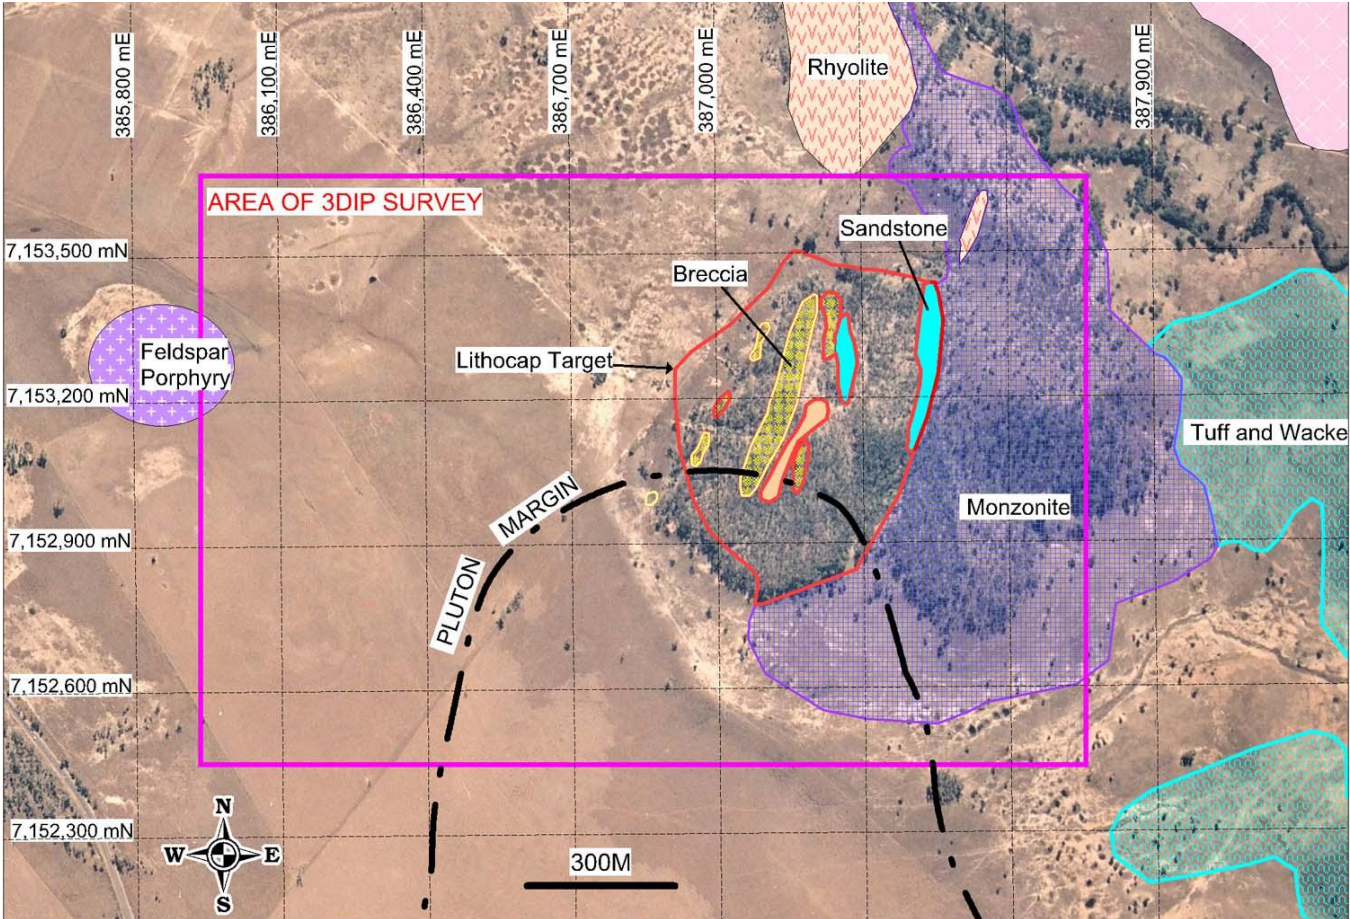 385,800 mE
386,100 mE
386,400 mE
386,700 mE
387,000 mE
387,900 mE
Rhyolite
AREA OF 3DIP SURVEY
Sandstone
7,153,500 mN
Breccia
Feldspar
Porphyry
Lithocap Target
7,153,200 mN
Tuff and Wacke
Monzonite
MARGIN
7,152,900 mN
PLUTON
7,152,600 mN
7,152,300 mN
N
W
E
S
300M